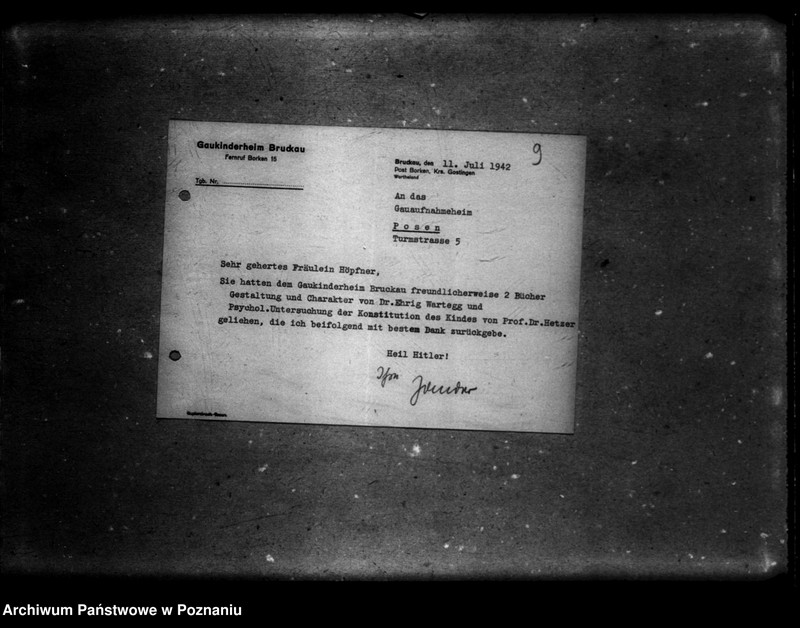 9
Gaukinderheim Bruckau
Fernruf Borken 15
Tgb. Nr.
Bruckau, den 11. Juli 1942
Post Borken, Krs. Gostingen
Wartheland
An das
Gauaufnahmeheim
P o s e n
Turmstrasse 5
Sehr gehertes Fräulein Höpfner,
Sie hatten dem Gaukinderheim Bruckau freundlicherweise 2 Bücher
Gestaltung und Charakter von Dr.Ehrig Wartegg und
Psychol.Untersuchung der Konstitution des Kindes von Prof.Dr.Hetzer
geliehen, die ich beifolgend mit bestem Dank zurückgebe.
Heil Hitler!
Archiwum Państwowe w Poznaniu